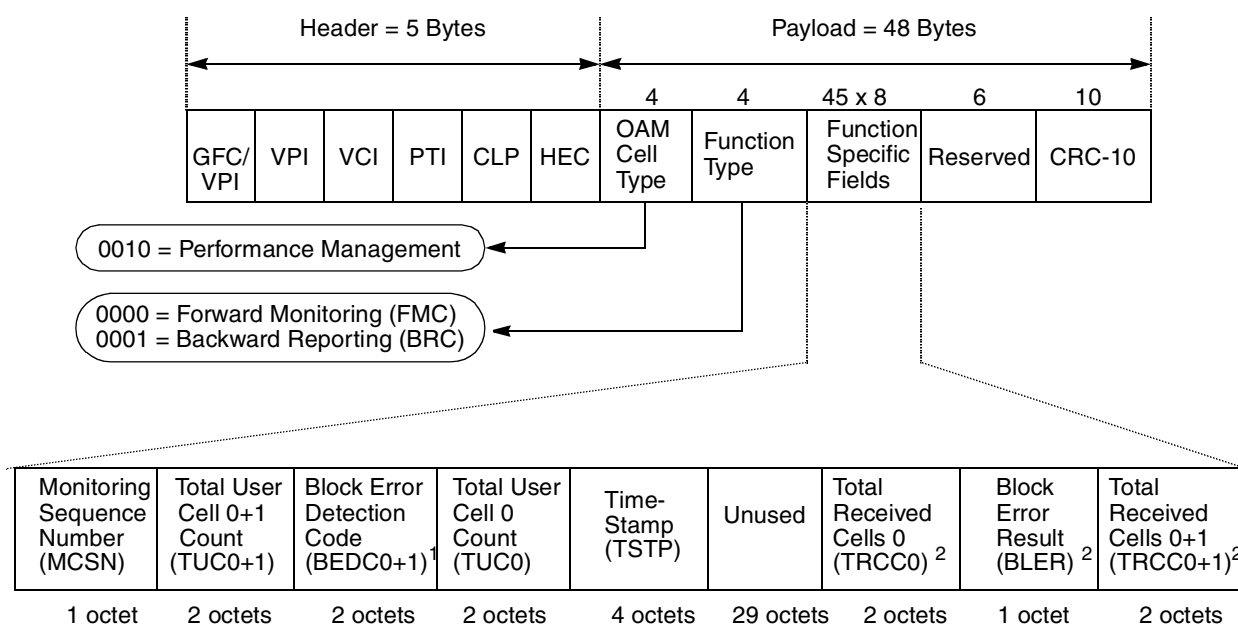 Header = 5 Bytes
Payload = 48 Bytes
4
4
45 x 8
6
10
GFC/
VPI
VPI
VCI
PTI
CLP
HEC
OAM
Cell
Type
Function
Type
Function
Specific
Fields
Reserved
CRC-10
0010 = Performance Management
0000 = Forward Monitoring (FMC)
0001 = Backward Reporting (BRC)
Monitoring
Sequence
Number
(MCSN)
Total User
Cell 0+1
Count
(TUC0+1)
Block Error
Detection
Code
(BEDC0+1)1
Total User
Cell 0
Count
(TUC0)
Time-
Stamp
(TSTP)
Unused
Total
Received
Cells 0
(TRCC0) 2
Block
Error
Result
(BLER) 2
Total
Received
Cells 0+1
(TRCC0+1)2
1 octet
2 octets
2 octets
2 octets
4 octets
29 octets
2 octets
1 octet
2 octets